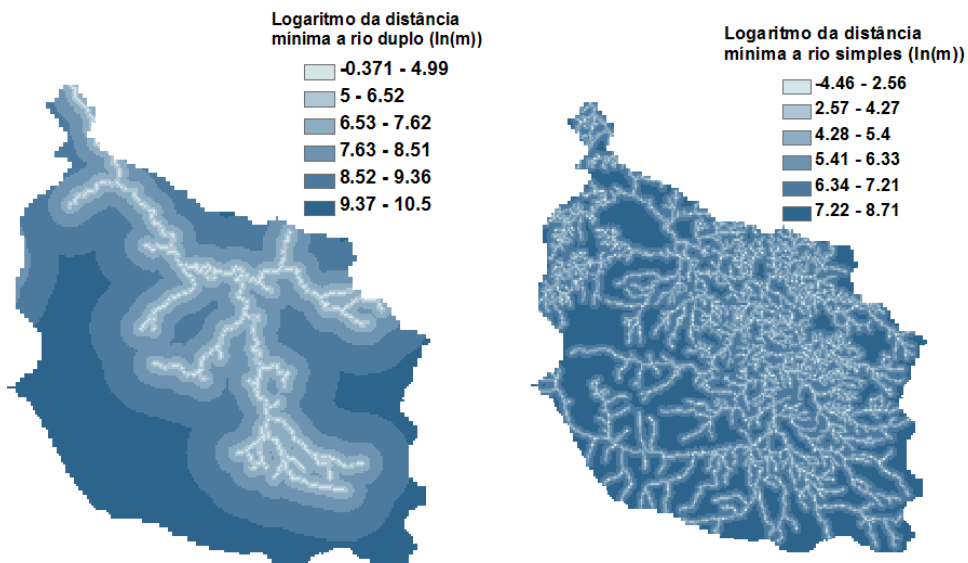 Logaritmo da distância
mínima a rio duplo (ln(m))
-0.371 - 4.99
5 - 6.52
6.53 - 7.62
7.63 - 8.51
8.52 - 9.36
9.37 - 10.5
Logaritmo da distância
mínima a rio simples (ln(m))
-4.46 - 2.56
2.57 - 4.27
4.28 - 5.4
5.41 - 6.33
6.34 - 7.21
7.22 - 8.71